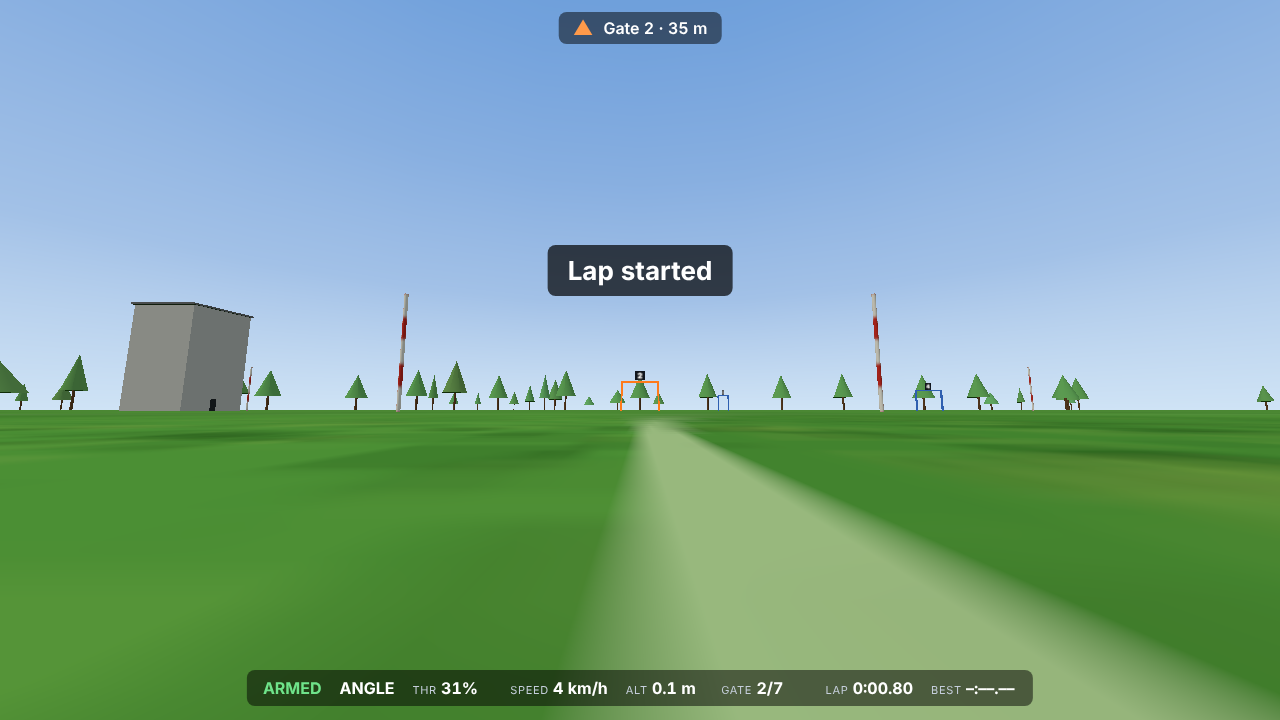 Gate 2 · 35 m
Lap started
2
ARMED ANGLE THR 31% SPEED 4 km/h ALT 0.1 m GATE 2/7 LAP 0:00.80 BEST –:––.––